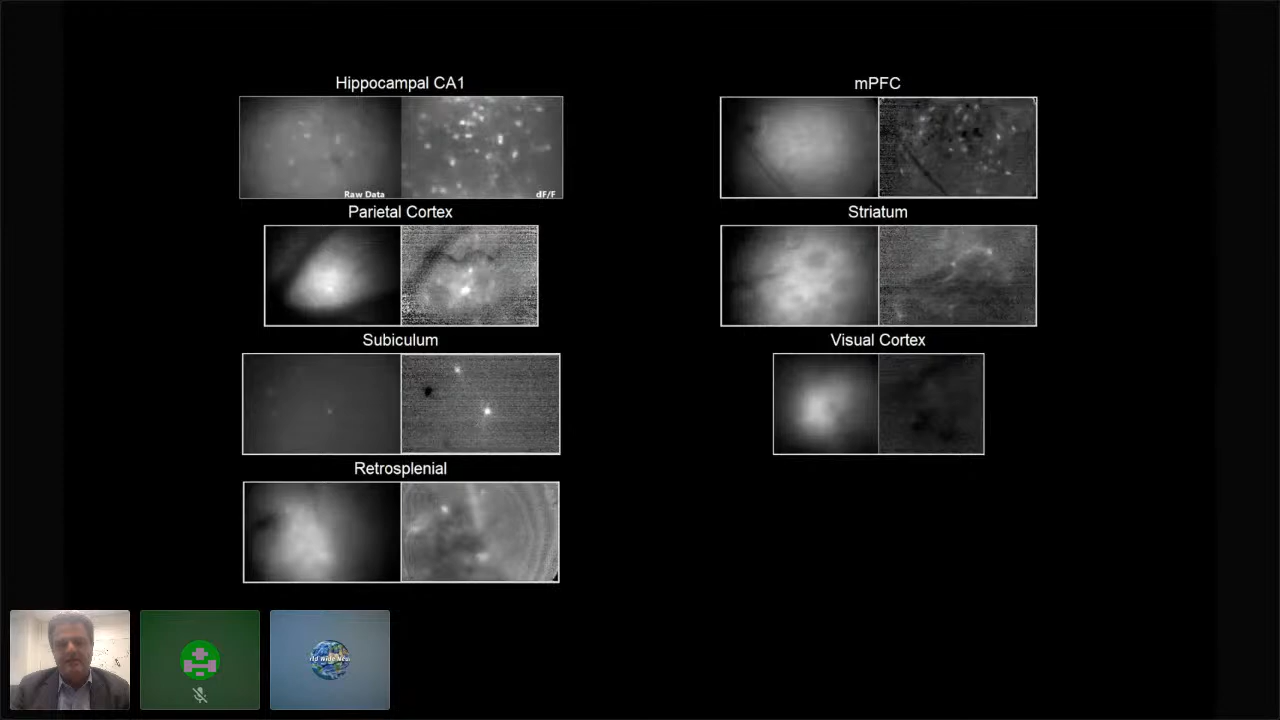 Hippocampal CA1
Raw Data
dF/F
Parietal Cortex
Subiculum
Retrosplenial
mPFC
Striatum
Visual Cortex